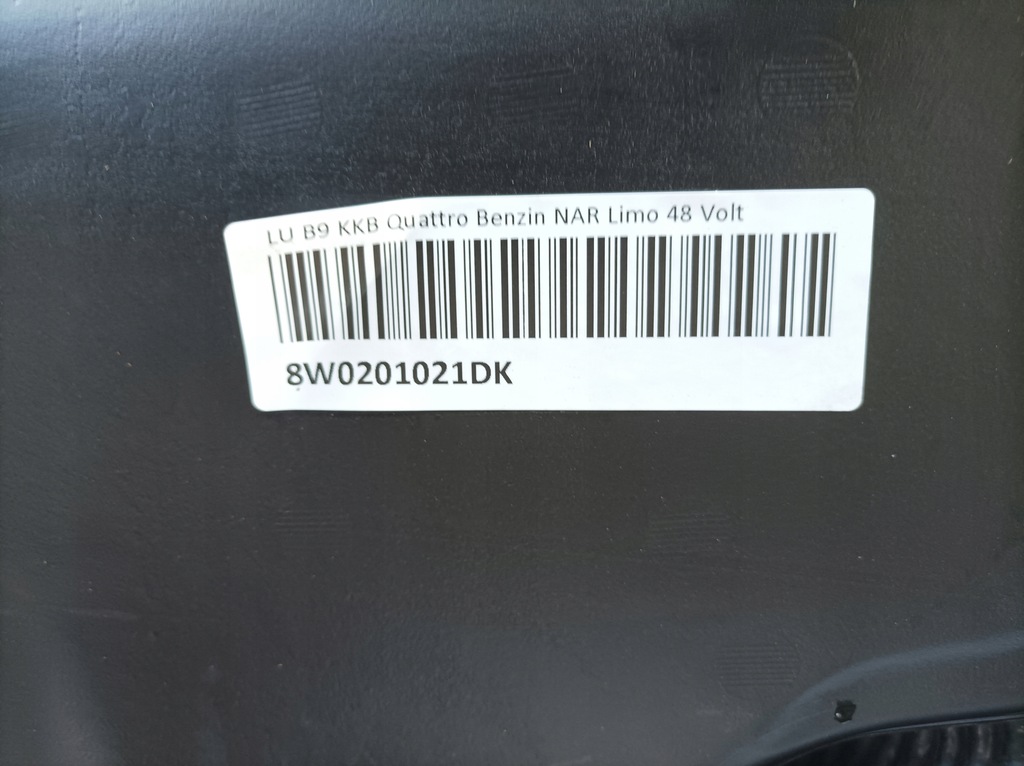 LU B9 KKB Quattro Benzin NAR Limo 48 Volt
8W0201021DK